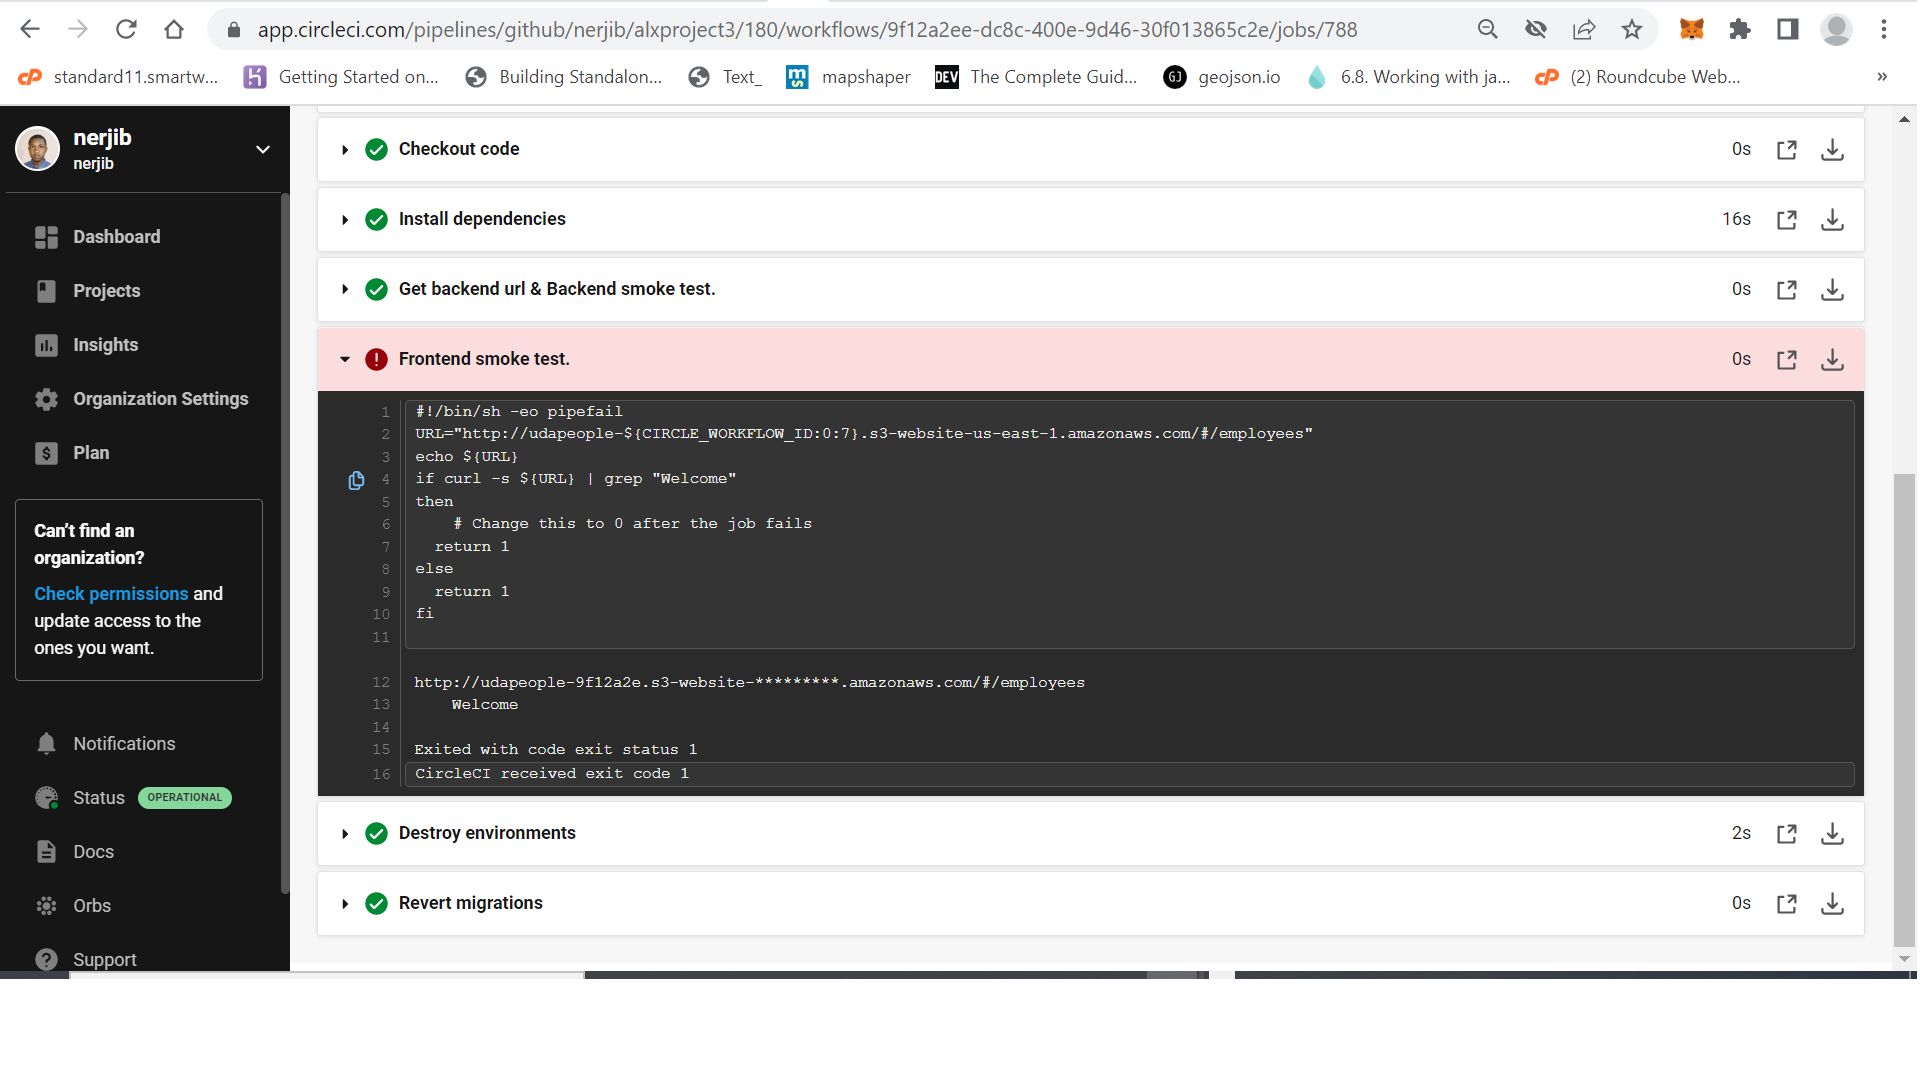 app.circleci.com/pipelines/github/nerjib/alxproject3/180/workflows/9f12a2ee-dc8c-400e-9d46-30f013865c2e/jobs/788
standard11.smartw...
Getting Started on...
Building Standalon...
Text_
mapshaper
DEV
The Complete Guid...
GJ
geojson.io
6.8. Working with ja...
(2) Roundcube Web...
»
nerjib
nerjib
Dashboard
Projects
Insights
Organization Settings
Plan
Can't find an
organization?
Check permissions and
update access to the
ones you want.
Notifications
Status OPERATIONAL
Docs
Orbs
Support
Checkout code 0s
Install dependencies 16s
Get backend url & Backend smoke test. 0s
Frontend smoke test. 0s
1 #!/bin/sh -eo pipefail
2 URL="http://udapeople-${CIRCLE_WORKFLOW_ID:0:7}.s3-website-us-east-1.amazonaws.com/#/employees"
3 echo ${URL}
4 if curl -s ${URL} | grep "Welcome"
5 then
6 # Change this to 0 after the job fails
7 return 1
8 else
9 return 1
10 fi
11
12 http://udapeople-9f12a2e.s3-website-*********.amazonaws.com/#/employees
13 Welcome
14
15 Exited with code exit status 1
16 CircleCI received exit code 1
Destroy environments 2s
Revert migrations 0s